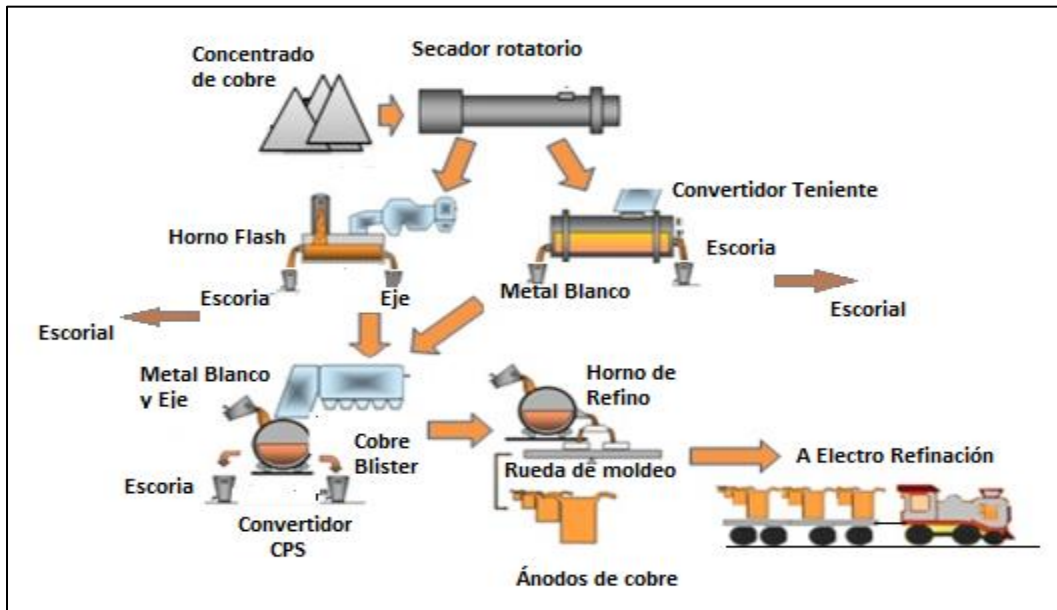 Concentrado
de cobre
Secador rotatorio
Convertidor Teniente
Horno Flash
Escoria
Escoria
Eje
Metal Blanco
Escorial
Escorial
Metal Blanco
y Eje
Horno de
Refino
Cobre
Blister
Rueda de moldeo
A Electro Refinación
Escoria
Convertidor
CPS
Ánodos de cobre